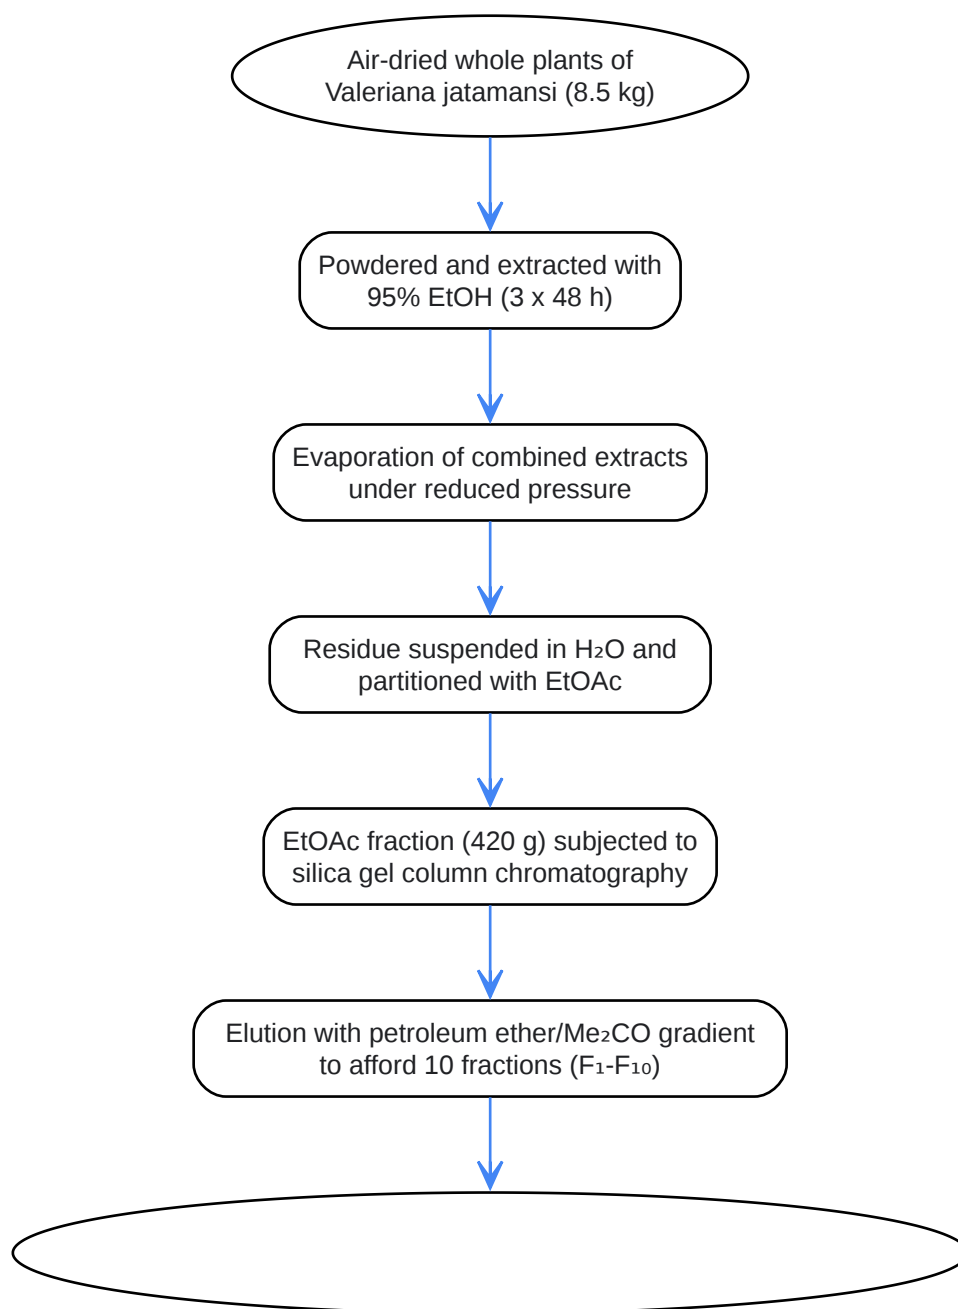 Air-dried whole plants of
Valeriana jatamansi (8.5 kg)
Powdered and extracted with
95% EtOH (3 x 48 h)
Evaporation of combined extracts
under reduced pressure
Residue suspended in H₂O and
partitioned with EtOAc
EtOAc fraction (420 g) subjected to
silica gel column chromatography
Elution with petroleum ether/Me₂CO gradient
to afford 10 fractions (F₁-F₁₀)